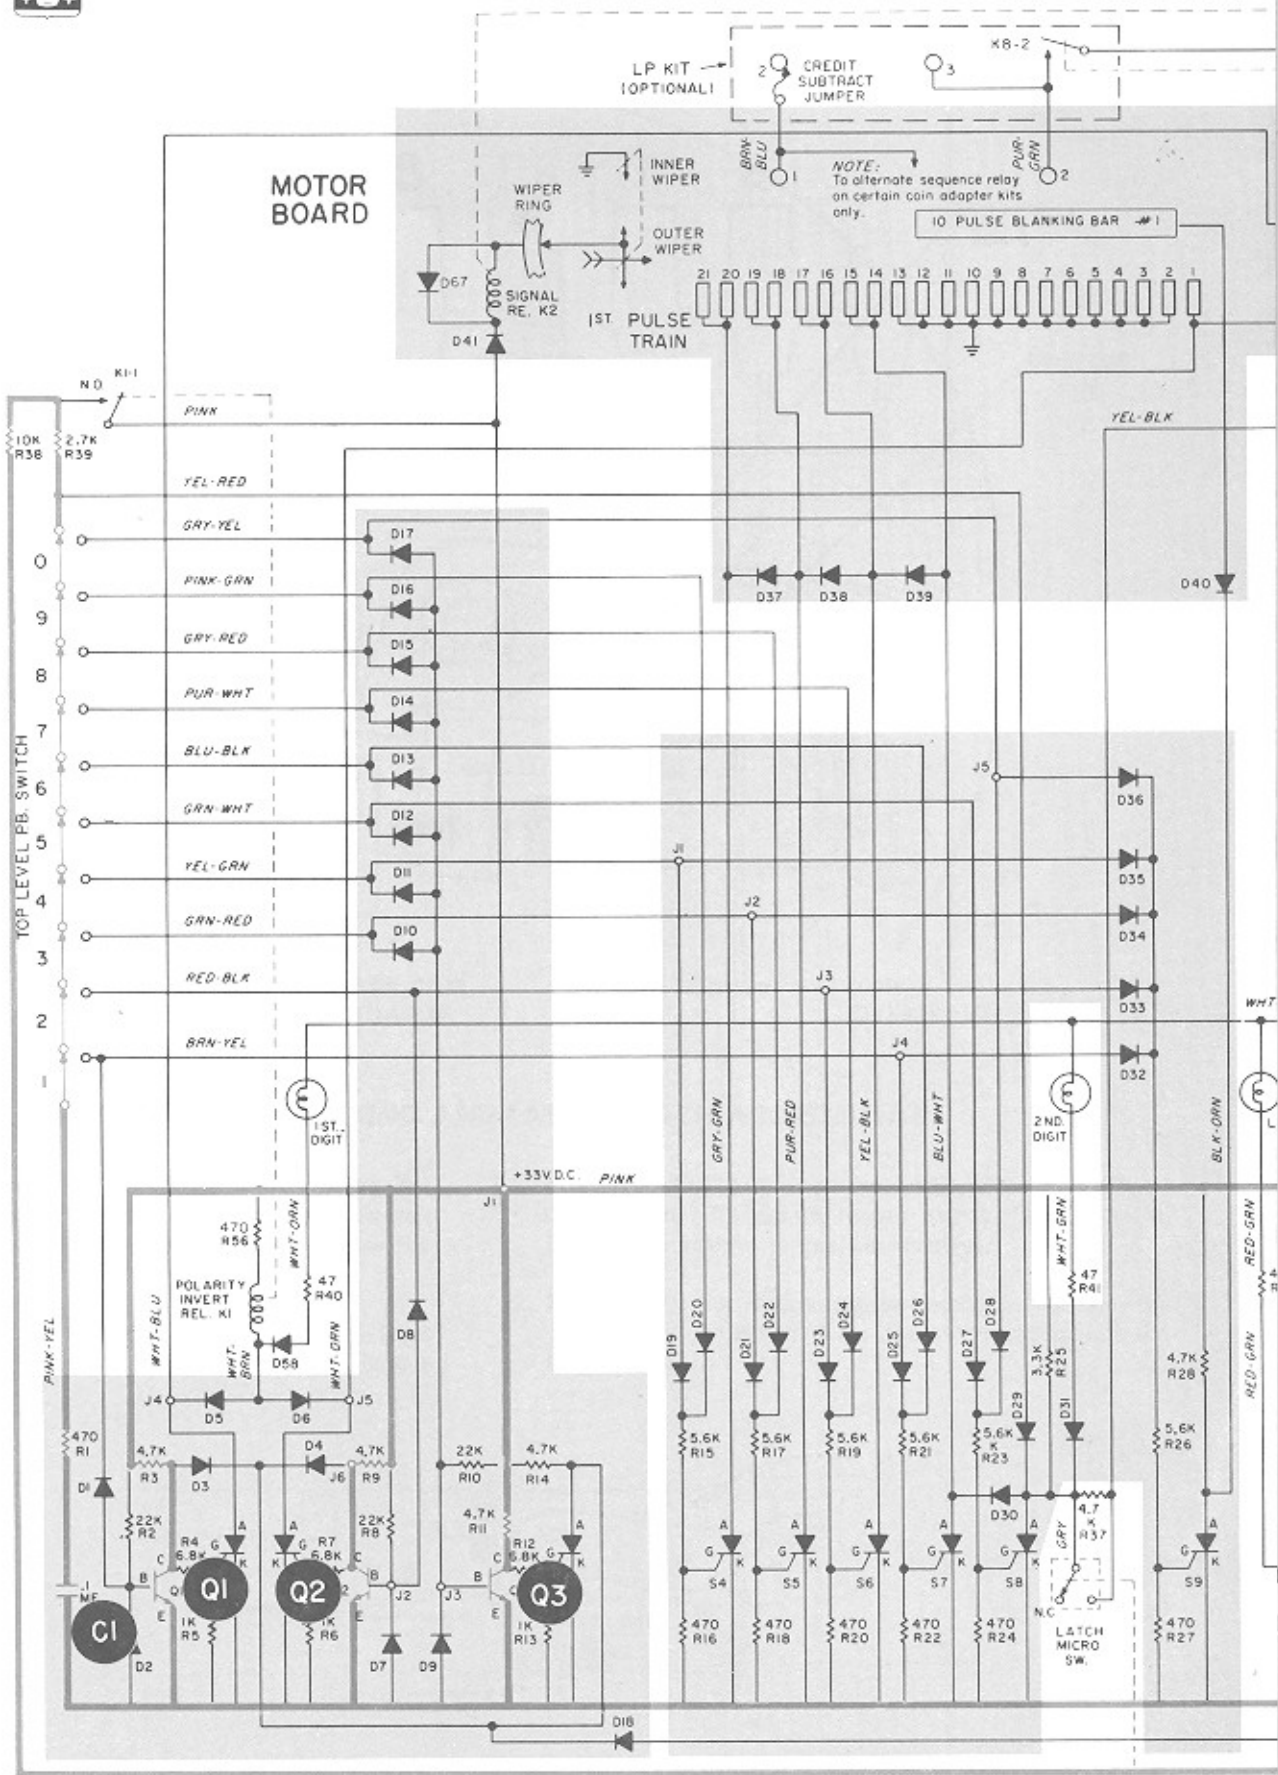 K8-2
LP KIT
(OPTIONAL)
2
CREDIT
SUBTRACT
JUMPER
3
BRN-
BLU
PUR-
GRN
MOTOR
BOARD
INNER
WIPER
WIPER
RING
OUTER
WIPER
1
NOTE:
To alternate sequence relay
on certain coin adapter kits
only.
2
10 PULSE BLANKING BAR #1
D67
SIGNAL
RE. K2
D41
1ST. PULSE
TRAIN
21 20 19 18 17 16 15 14 13 12 11 10 9 8 7 6 5 4 3 2 1
N O
K1-1
PINK
10K
R38
2.7K
R39
YEL-BLK
YEL-RED
GRY-YEL
D17
0
PINK-GRN
D16
D37
D38
D39
D40
9
GRY-RED
D15
8
PUR-WHT
D14
7
BLU-BLK
D13
J5
D36
6
GRN-WHT
D12
5
YEL-GRN
D11
J1
D35
4
GRN-RED
D10
J2
D34
3
RED-BLK
J3
D33
2
BRN-YEL
J4
D32
1
TOP LEVEL PB. SWITCH
WHT
1ST.
DIGIT
2ND.
DIGIT
L
GRY-GRN
PUR-RED
YEL-BLK
BLU-WHT
BLK-ORN
+33V.D.C.
PINK
J1
470
R56
WHT-ORN
WHT-GRN
RED-GRN
RED-GRN
POLARITY
INVERT
REL. K1
47
R40
47
R41
PINK-YEL
WHT-BLU
WHT-
BRN
D58
WHT-ORN
D8
D19
D20
D21
D22
D23
D24
D25
D26
D27
D28
3.3K
R25
4.7K
R28
J4
D5
D6
J5
D29
D31
470
R1
4.7K
R3
D3
D4
J6
4.7K
R9
22K
R10
4.7K
R14
5.6K
R15
5.6K
R17
5.6K
R19
5.6K
R21
5.6K
K
R23
5.6K
R26
D1
22K
R2
22K
R8
4.7K
R11
D30
4.7
K
R37
GRY
R4
6.8K
G
A
K
A
G
K
R7
6.8K
R12
6.8K
A
B
C
E
Q1
Q2
C
E
J2
J3
B
C
E
Q3
.1
C1
1K
R5
R6
1K
R13
D2
D7
D9
A
G
K
S4
A
G
K
S5
A
G
K
S6
A
G
K
S7
A
G
K
S8
A
G
K
S9
N.C
LATCH
MICRO
SW.
470
R16
470
R18
470
R20
470
R22
470
R24
470
R27
D18